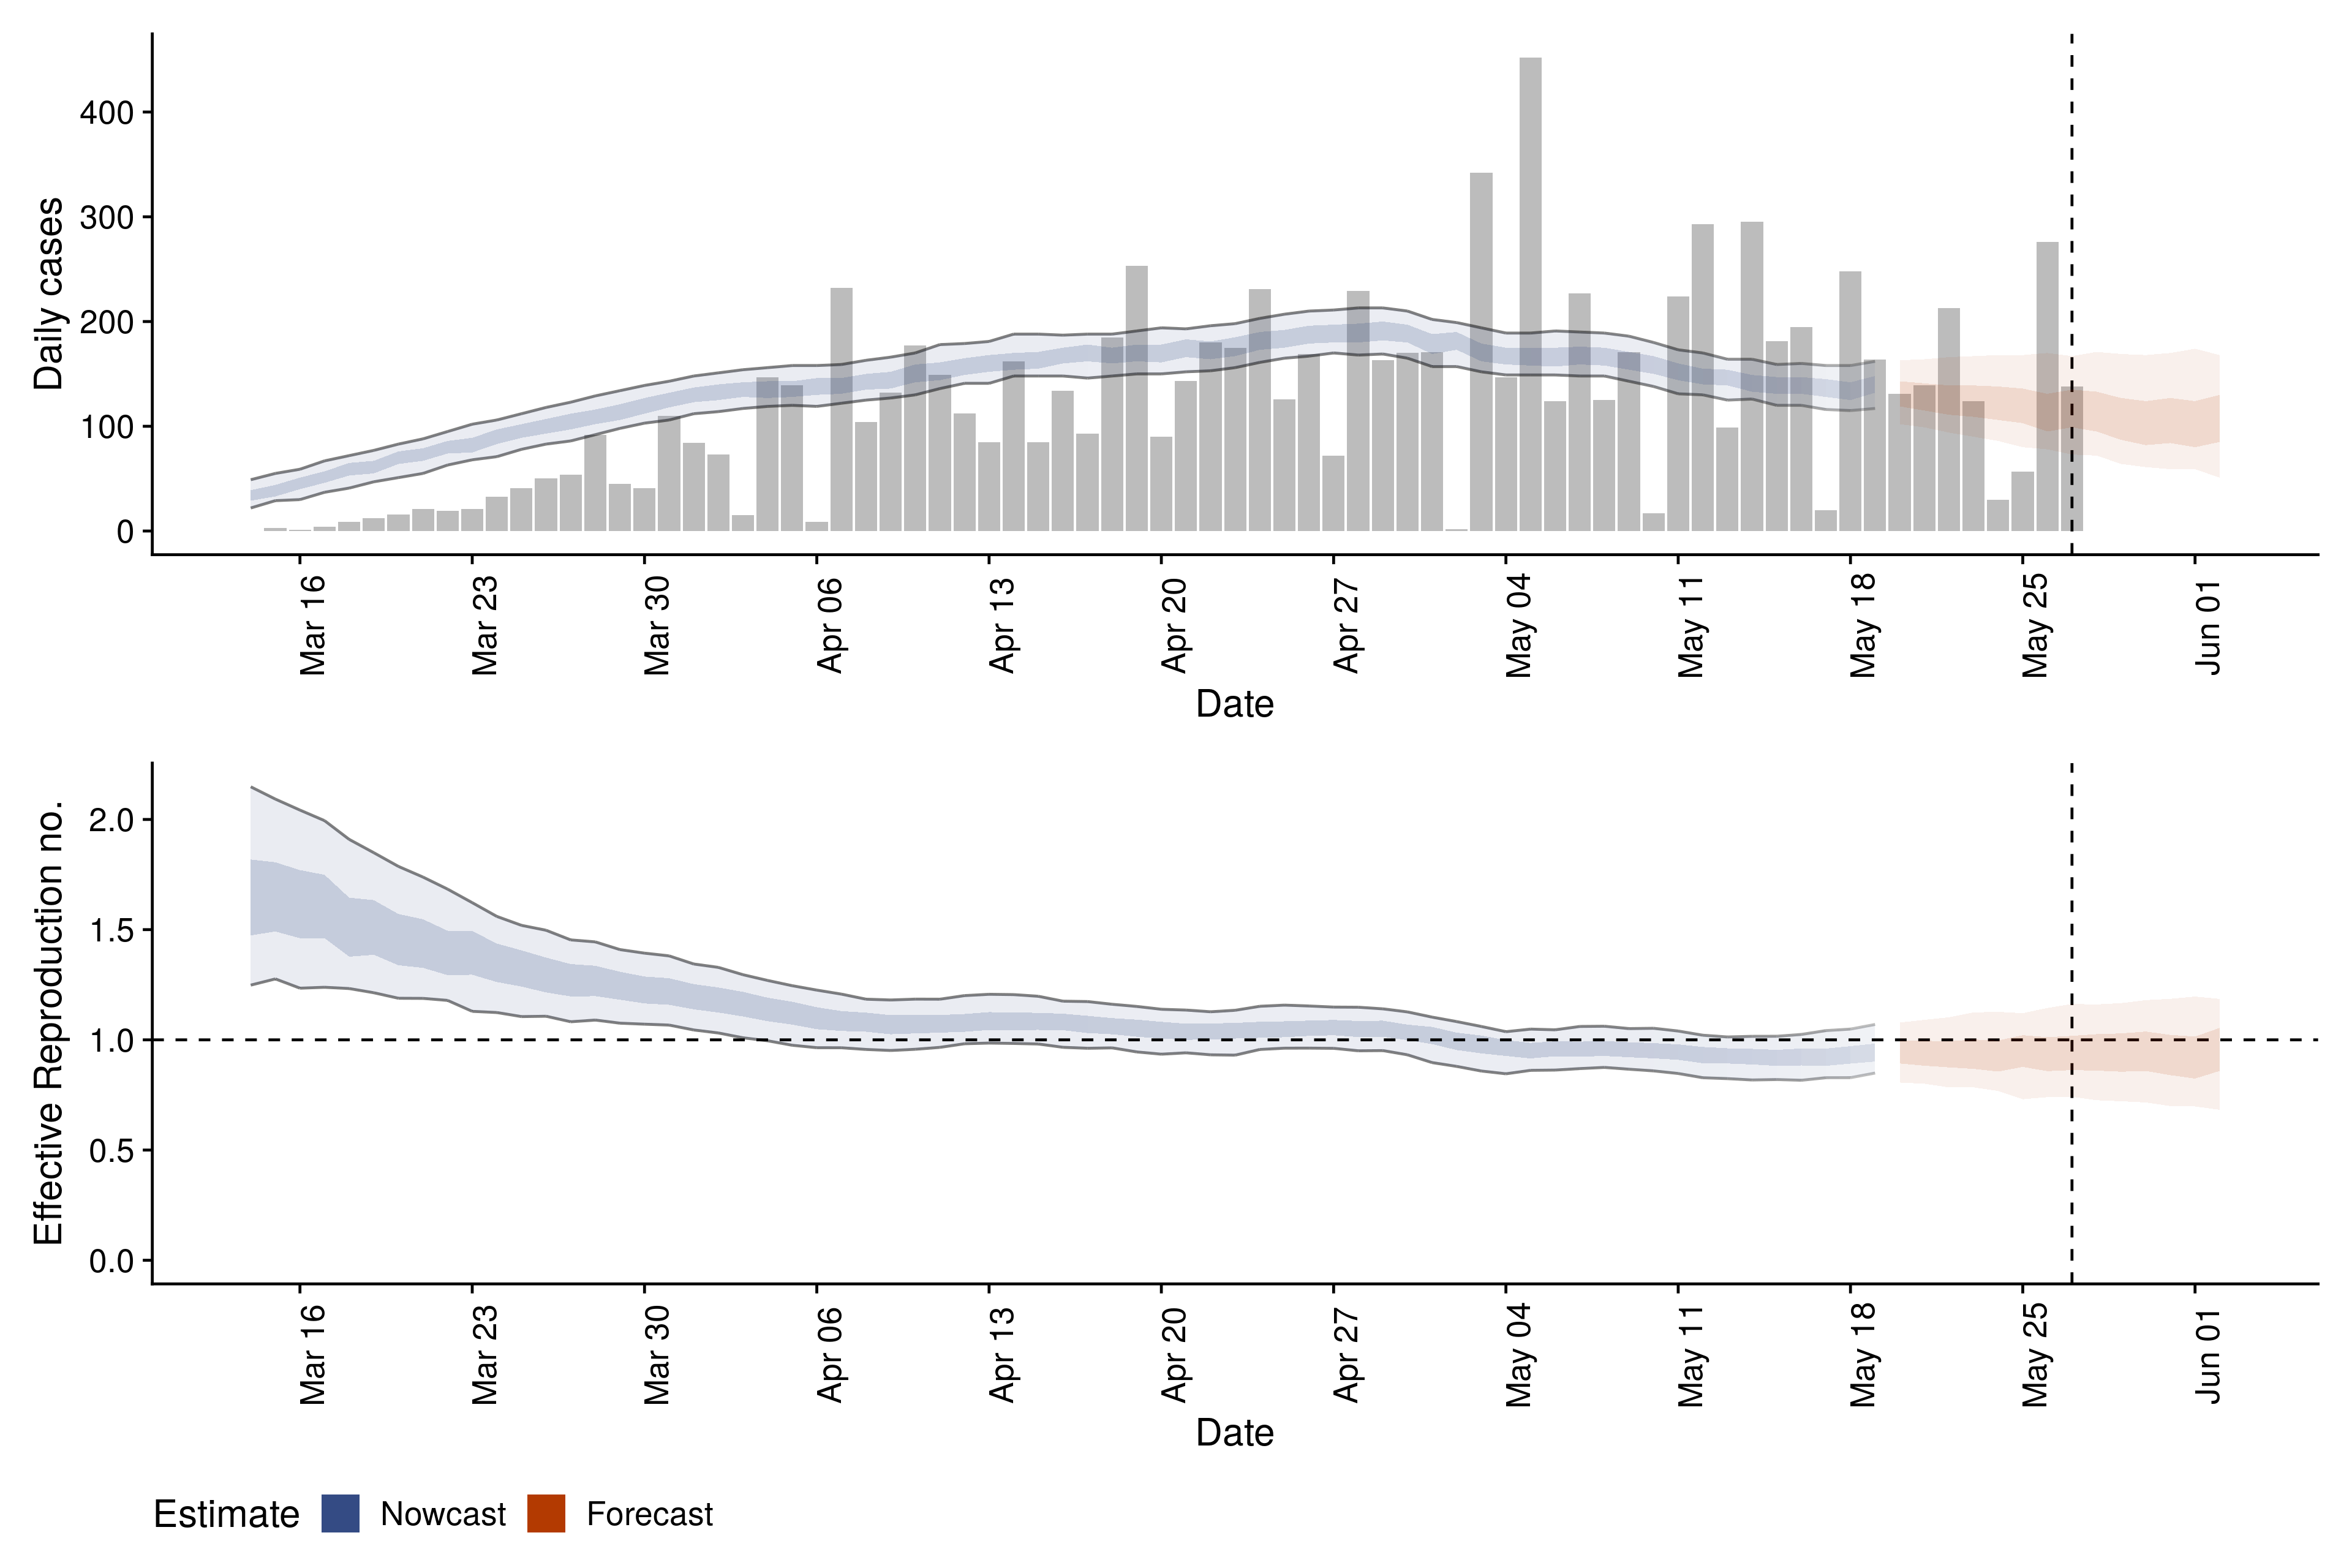 Daily cases
400
300
200
100
0
Mar 16
Mar 23
Mar 30
Apr 06
Apr 13
Apr 20
Apr 27
May 04
May 11
May 18
May 25
Jun 01
Date
Effective Reproduction no.
2.0
1.5
1.0
0.5
0.0
Mar 16
Mar 23
Mar 30
Apr 06
Apr 13
Apr 20
Apr 27
May 04
May 11
May 18
May 25
Jun 01
Date
Estimate Nowcast Forecast